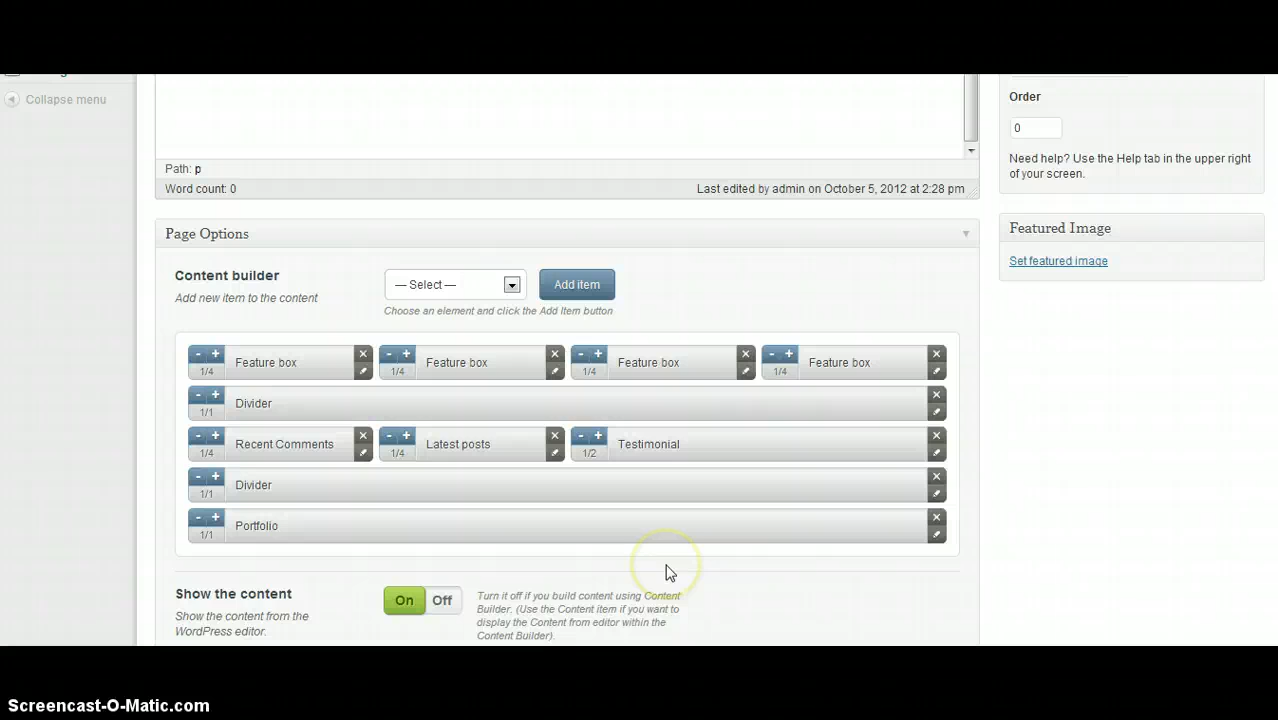 Collapse menu
Order
0
Need help? Use the Help tab in the upper right
of your screen.
Path: p
Word count: 0
Last edited by admin on October 5, 2012 at 2:28 pm
Page Options
Featured Image
Set featured image
Content builder
Add new item to the content
— Select —
Add item
Choose an element and click the Add Item button
- + 1/4 Feature box
- + 1/4 Feature box
- + 1/4 Feature box
- + 1/4 Feature box
- + 1/1 Divider
- + 1/4 Recent Comments
- + 1/4 Latest posts
- + 1/2 Testimonial
- + 1/1 Divider
- + 1/1 Portfolio
Show the content
Show the content from the
WordPress editor.
On Off
Turn it off if you build content using Content
Builder. (Use the Content item if you want to
display the Content from editor within the
Content Builder).
Screencast-O-Matic.com